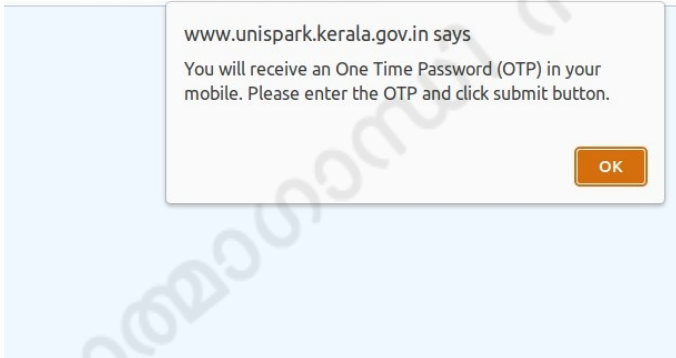 www.unispark.kerala.gov.in says
You will receive an One Time Password (OTP) in your
mobile. Please enter the OTP and click submit button.
OK